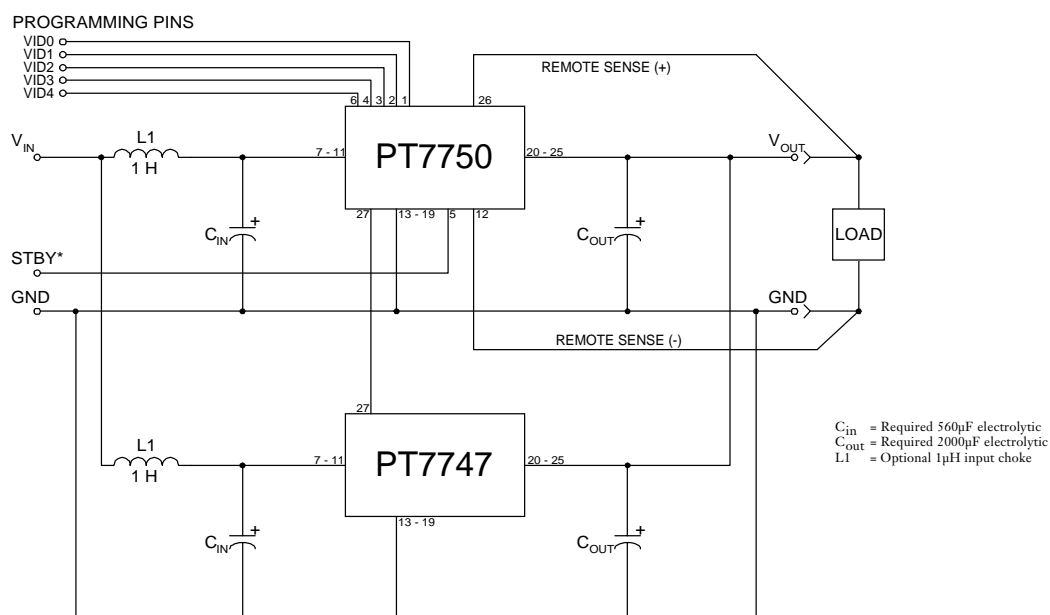 PROGRAMMING PINS
VID0
VID1
VID2
VID3
VID4
6 4 3 2 1
26
REMOTE SENSE (+)
VIN
L1
1 H
7 - 11
PT7750
20 - 25
VOUT
27
13 - 19
5
12
CIN
+
COUT
+
LOAD
STBY*
GND
GND
REMOTE SENSE (-)
27
L1
1 H
7 - 11
PT7747
20 - 25
13 - 19
CIN
+
COUT
+
Cin = Required 560µF electrolytic
Cout = Required 2000µF electrolytic
L1 = Optional 1µH input choke